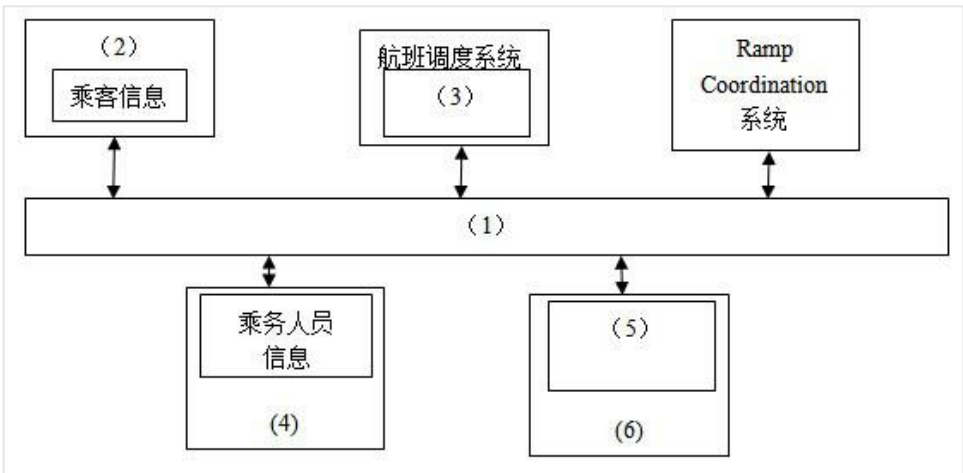 （2）
乘客信息
航班调度系统
（3）
Ramp
Coordination
系统
（1）
乘务人员
信息
(4)
（5）
(6)